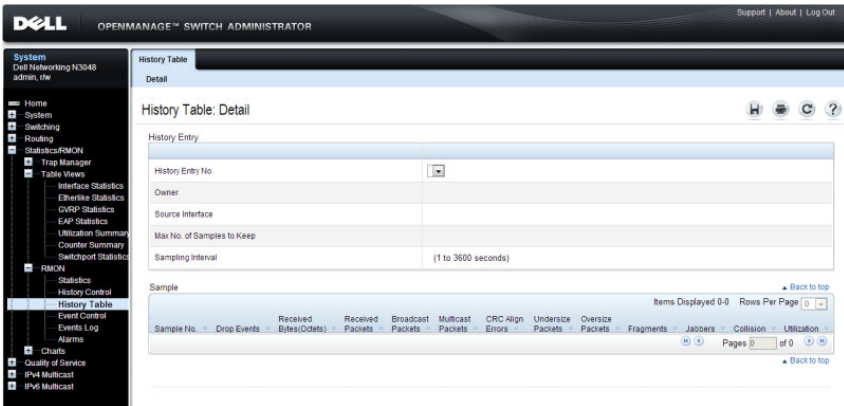 DELL OPENMANAGE™ SWITCH ADMINISTRATOR
Support | About | Log Out
System
Dell Networking N3048
admin, r/w
Home
System
Switching
Routing
Statistics/RMON
Trap Manager
Table Views
Interface Statistics
Etherlike Statistics
GVRP Statistics
EAP Statistics
Utilization Summary
Counter Summary
Switchport Statistics
RMON
Statistics
History Control
History Table
Event Control
Events Log
Alarms
Charts
Quality of Service
IPv4 Multicast
IPv6 Multicast
History Table
Detail
History Table: Detail
History Entry
History Entry No.
Owner
Source Interface
Max No. of Samples to Keep
Sampling Interval (1 to 3600 seconds)
Sample
Back to top
Items Displayed 0-0 Rows Per Page 0
Sample No. Drop Events Received Bytes(Octets) Received Packets Broadcast Packets Multicast Packets CRC Align Errors Undersize Packets Oversize Packets Fragments Jabbers Collision Utilization
Pages 0 of 0
Back to top